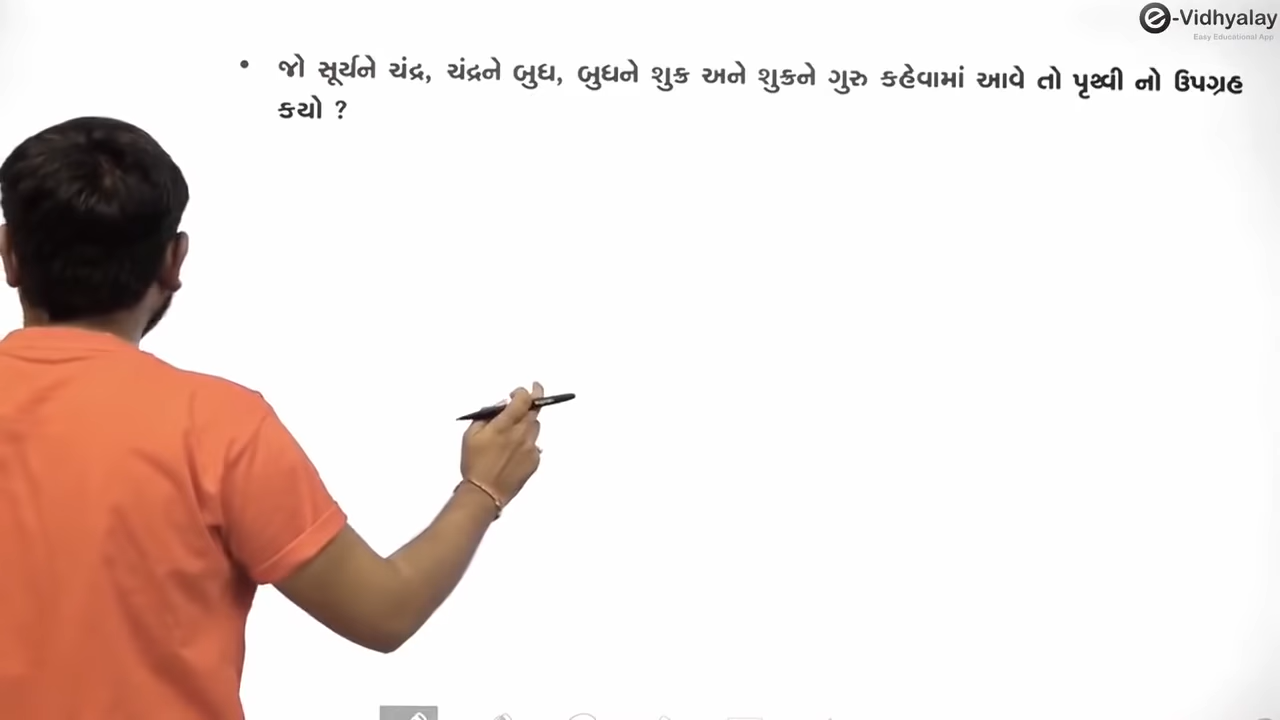 e-Vidhyalay
Easy Educational App
• જો સૂર્યને ચંદ્ર, ચંદ્રને બુધ, બુધને શુક્ર અને શુક્રને ગુરુ કહેવામાં આવે તો પૃથ્વી નો ઉપગ્રહ
કયો ?